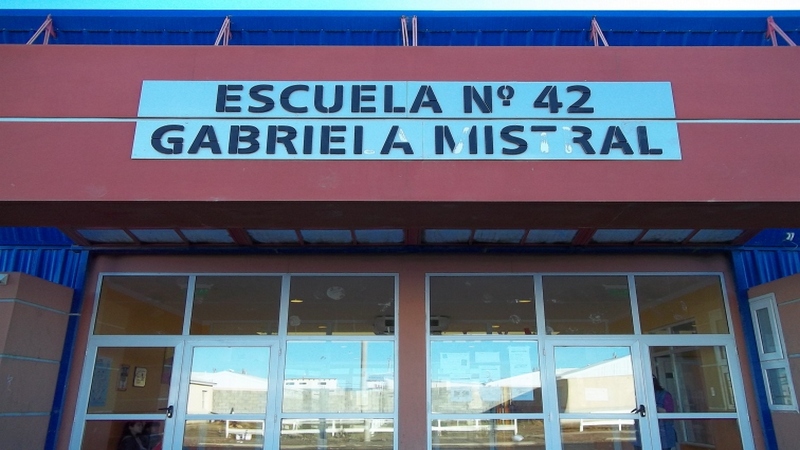 ESCUELA Nº 42
GABRIELA MISTRAL